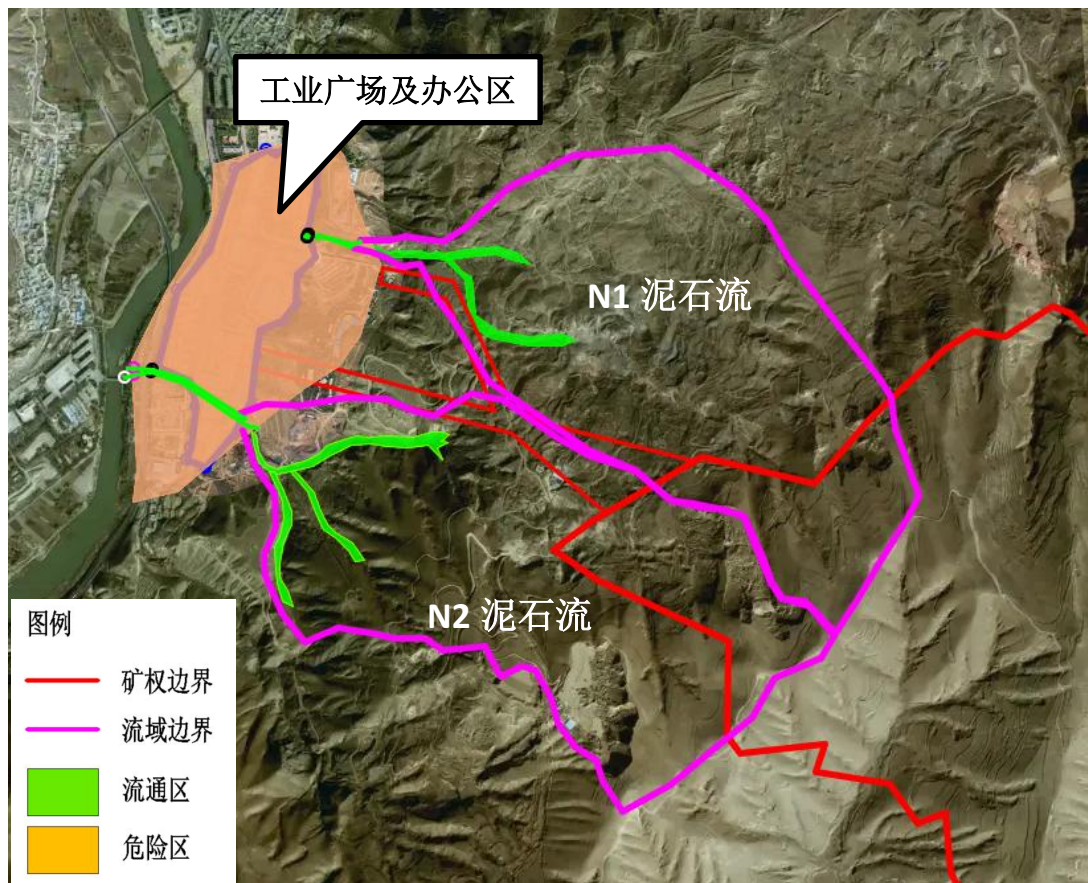 工业广场及办公区
N1 泥石流
N2 泥石流
图例
矿权边界
流域边界
流通区
危险区